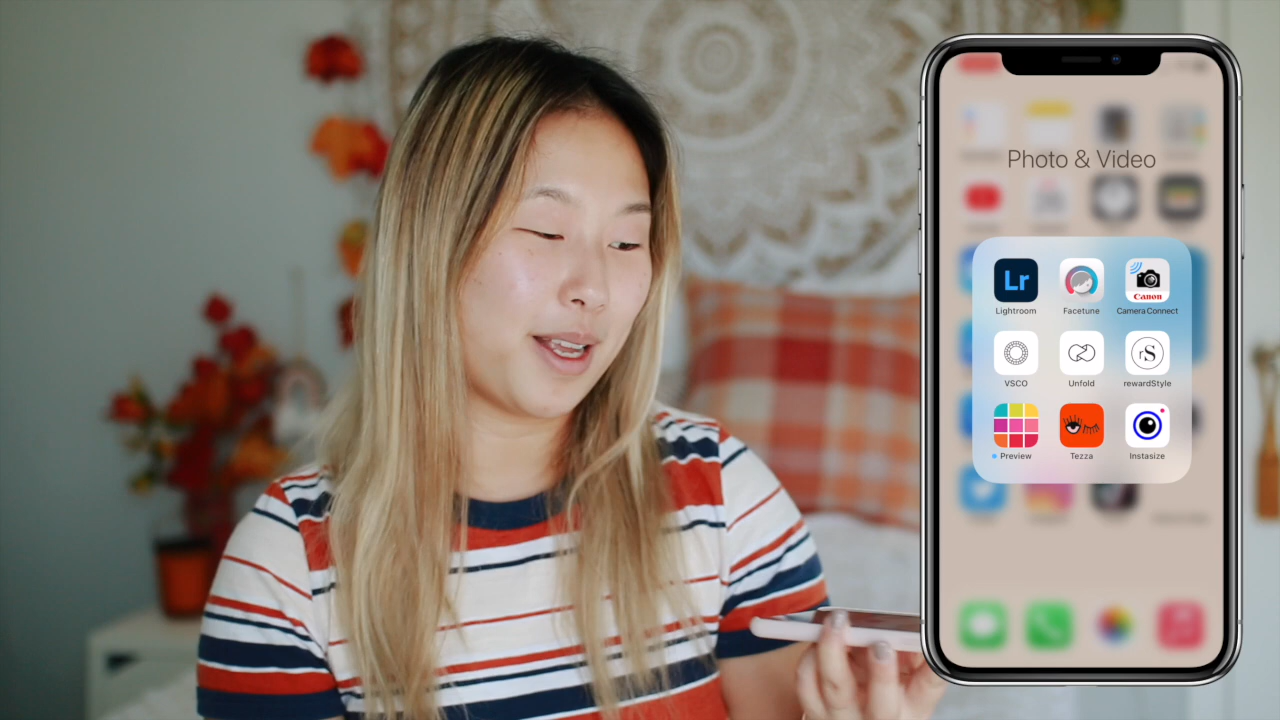 Photo & Video
Lr
Canon
Lightroom Facetune Camera Connect
rS
VSCO Unfold rewardStyle
Preview Tezza Instasize